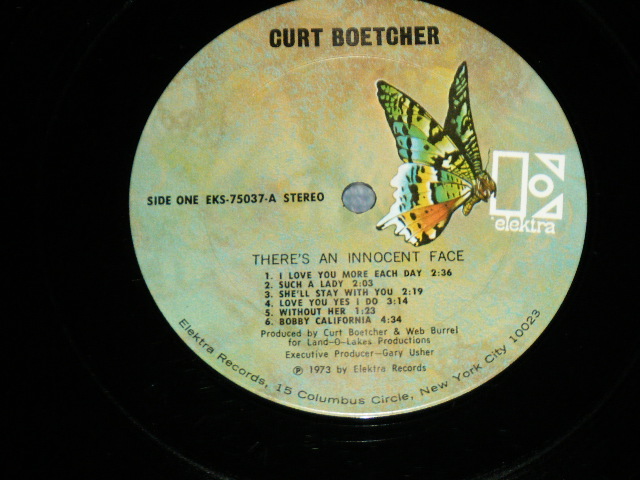 CURT BOETCHER
SIDE ONE EKS-75037-A STEREO
elektra
THERE'S AN INNOCENT FACE
1. I LOVE YOU MORE EACH DAY 2:36
2. SUCH A LADY 2:03
3. SHE'LL STAY WITH YOU 2:19
4. LOVE YOU YES I DO 3:14
5. WITHOUT HER 1:23
6. BOBBY CALIFORNIA 4:34
Produced by Curt Boetcher & Web Burrel
for Land-O-Lakes Productions
Executive Producer—Gary Usher
℗ 1973 by Elektra Records
Elektra Records, 15 Columbus Circle, New York City 10023